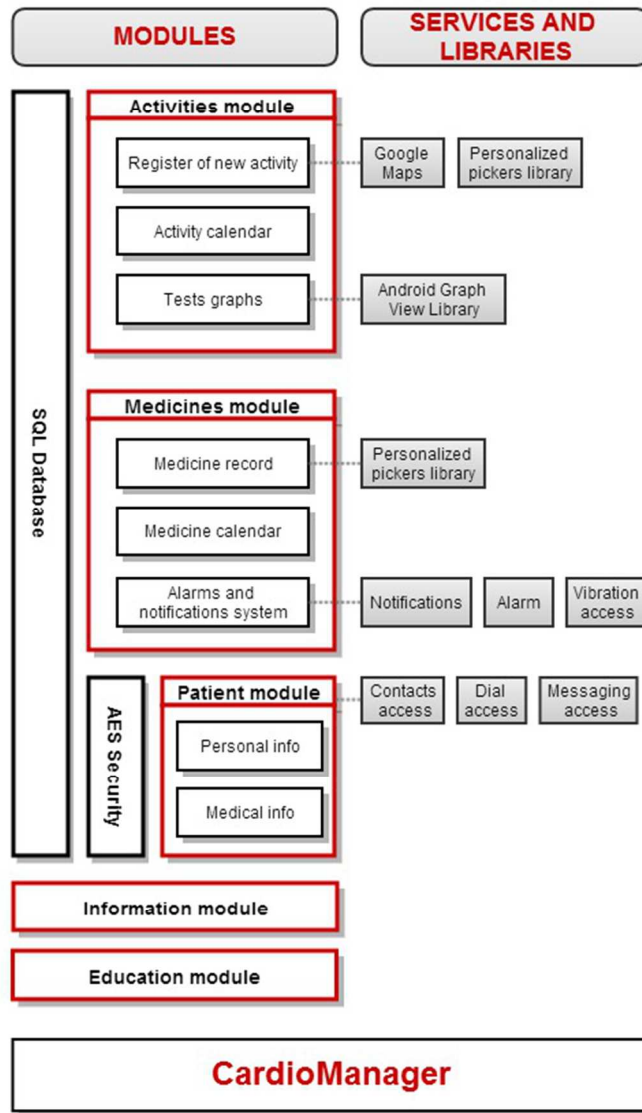 MODULES
SERVICES AND
LIBRARIES
SQL Database
Activities module
Register of new activity
Google
Maps
Personalized
pickers library
Activity calendar
Tests graphs
Android Graph
View Library
Medicines module
Medicine record
Personalized
pickers library
Medicine calendar
Alarms and
notifications system
Notifications
Alarm
Vibration
access
AES Security
Patient module
Contacts
access
Dial
access
Messaging
access
Personal info
Medical info
Information module
Education module
CardioManager